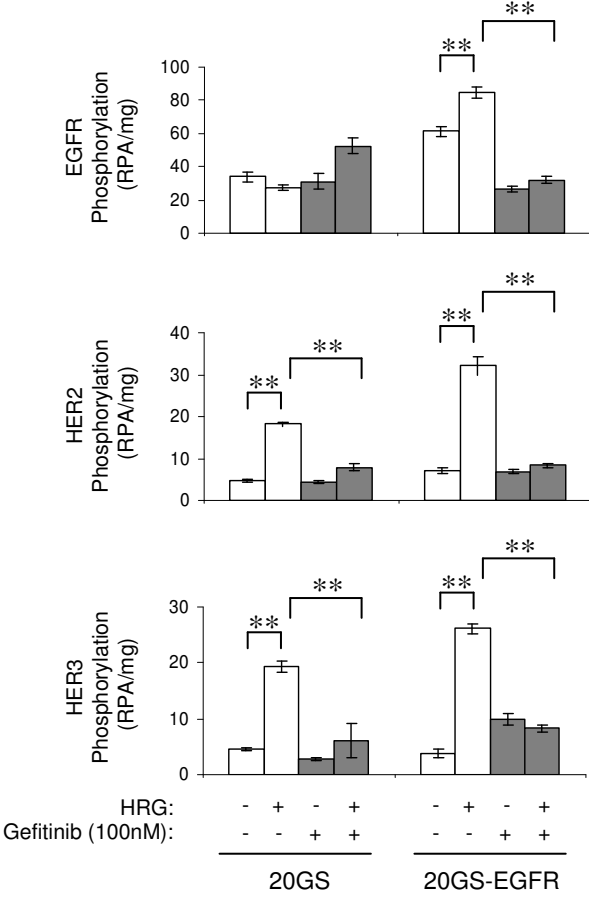 **
**
EGFR
Phosphorylation
(RPA/mg)
100
80
60
40
20
0
**
**
**
**
HER2
Phosphorylation
(RPA/mg)
40
30
20
10
0
**
**
**
**
HER3
Phosphorylation
(RPA/mg)
30
20
10
0
HRG: - + - + - + - +
Gefitinib (100nM): - - + + - - + +
20GS 20GS-EGFR